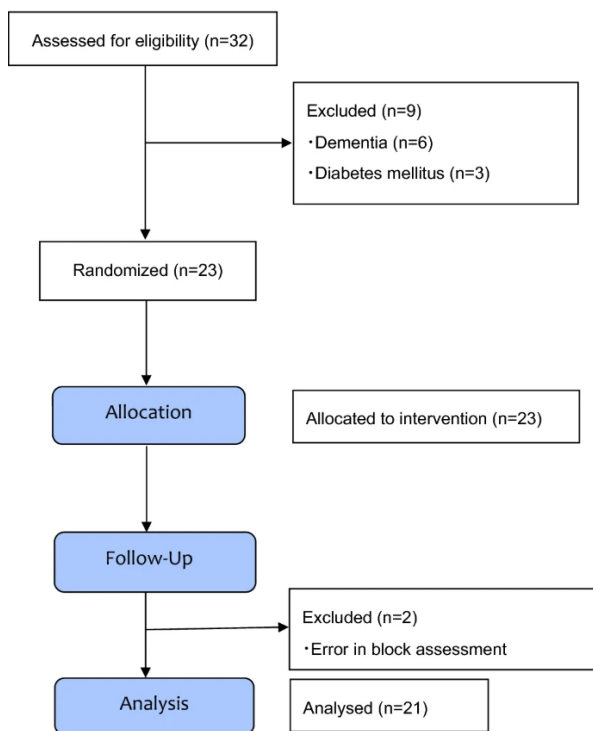 Assessed for eligibility (n=32)
Excluded (n=9)
・Dementia (n=6)
・Diabetes mellitus (n=3)
Randomized (n=23)
Allocation
Allocated to intervention (n=23)
Follow-Up
Excluded (n=2)
・Error in block assessment
Analysis
Analysed (n=21)